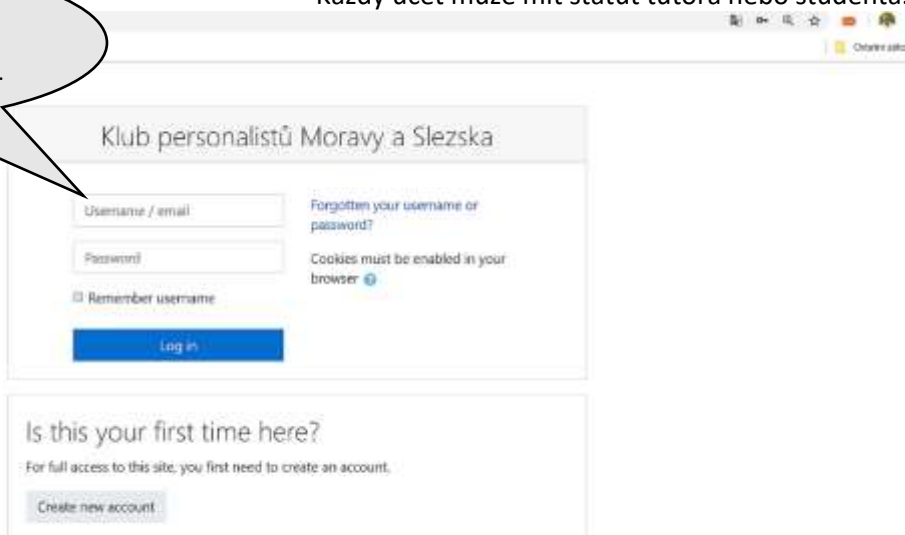 Každý účet může mít statut tutora nebo studenta.
Klub personalistů Moravy a Slezska
Username / email
Forgotten your username or
password?
Password
Cookies must be enabled in your
browser
Remember username
Log in
Is this your first time here?
For full access to this site, you first need to create an account.
Create new account